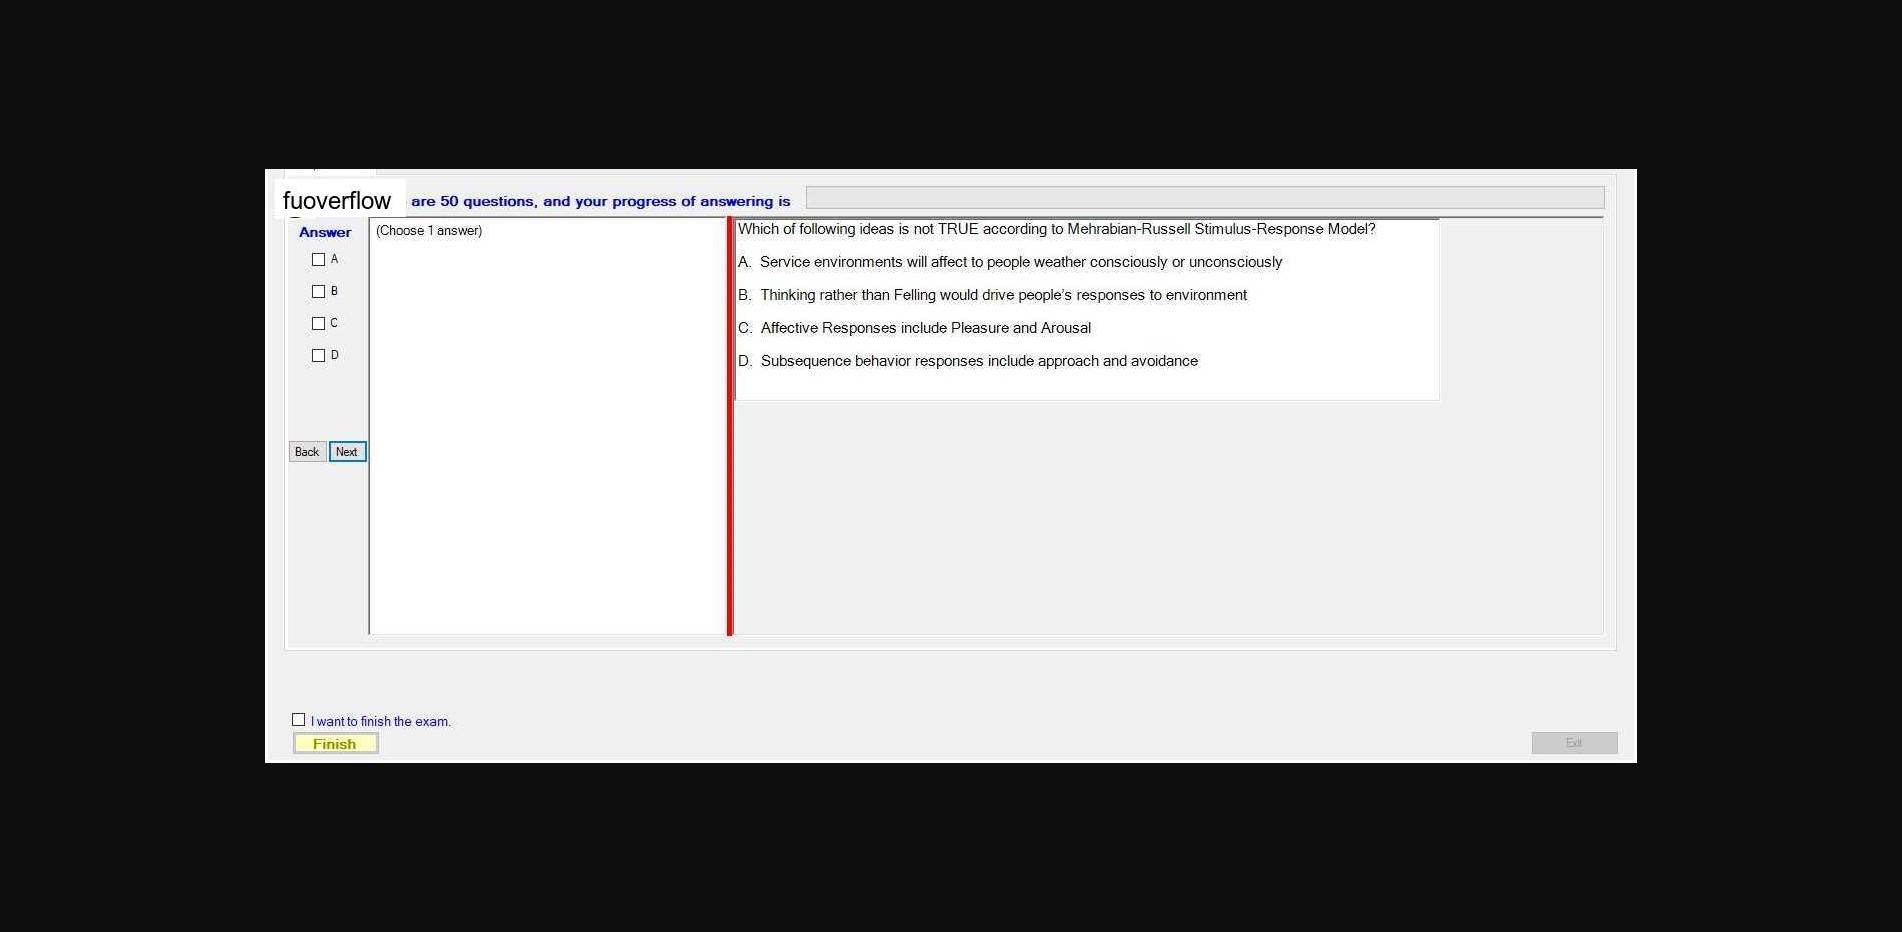 fuoverflow are 50 questions, and your progress of answering is
Answer
(Choose 1 answer)
A
B
C
D
Back Next
Which of following ideas is not TRUE according to Mehrabian-Russell Stimulus-Response Model?
A. Service environments will affect to people weather consciously or unconsciously
B. Thinking rather than Felling would drive people's responses to environment
C. Affective Responses include Pleasure and Arousal
D. Subsequence behavior responses include approach and avoidance
I want to finish the exam.
Finish
Exit